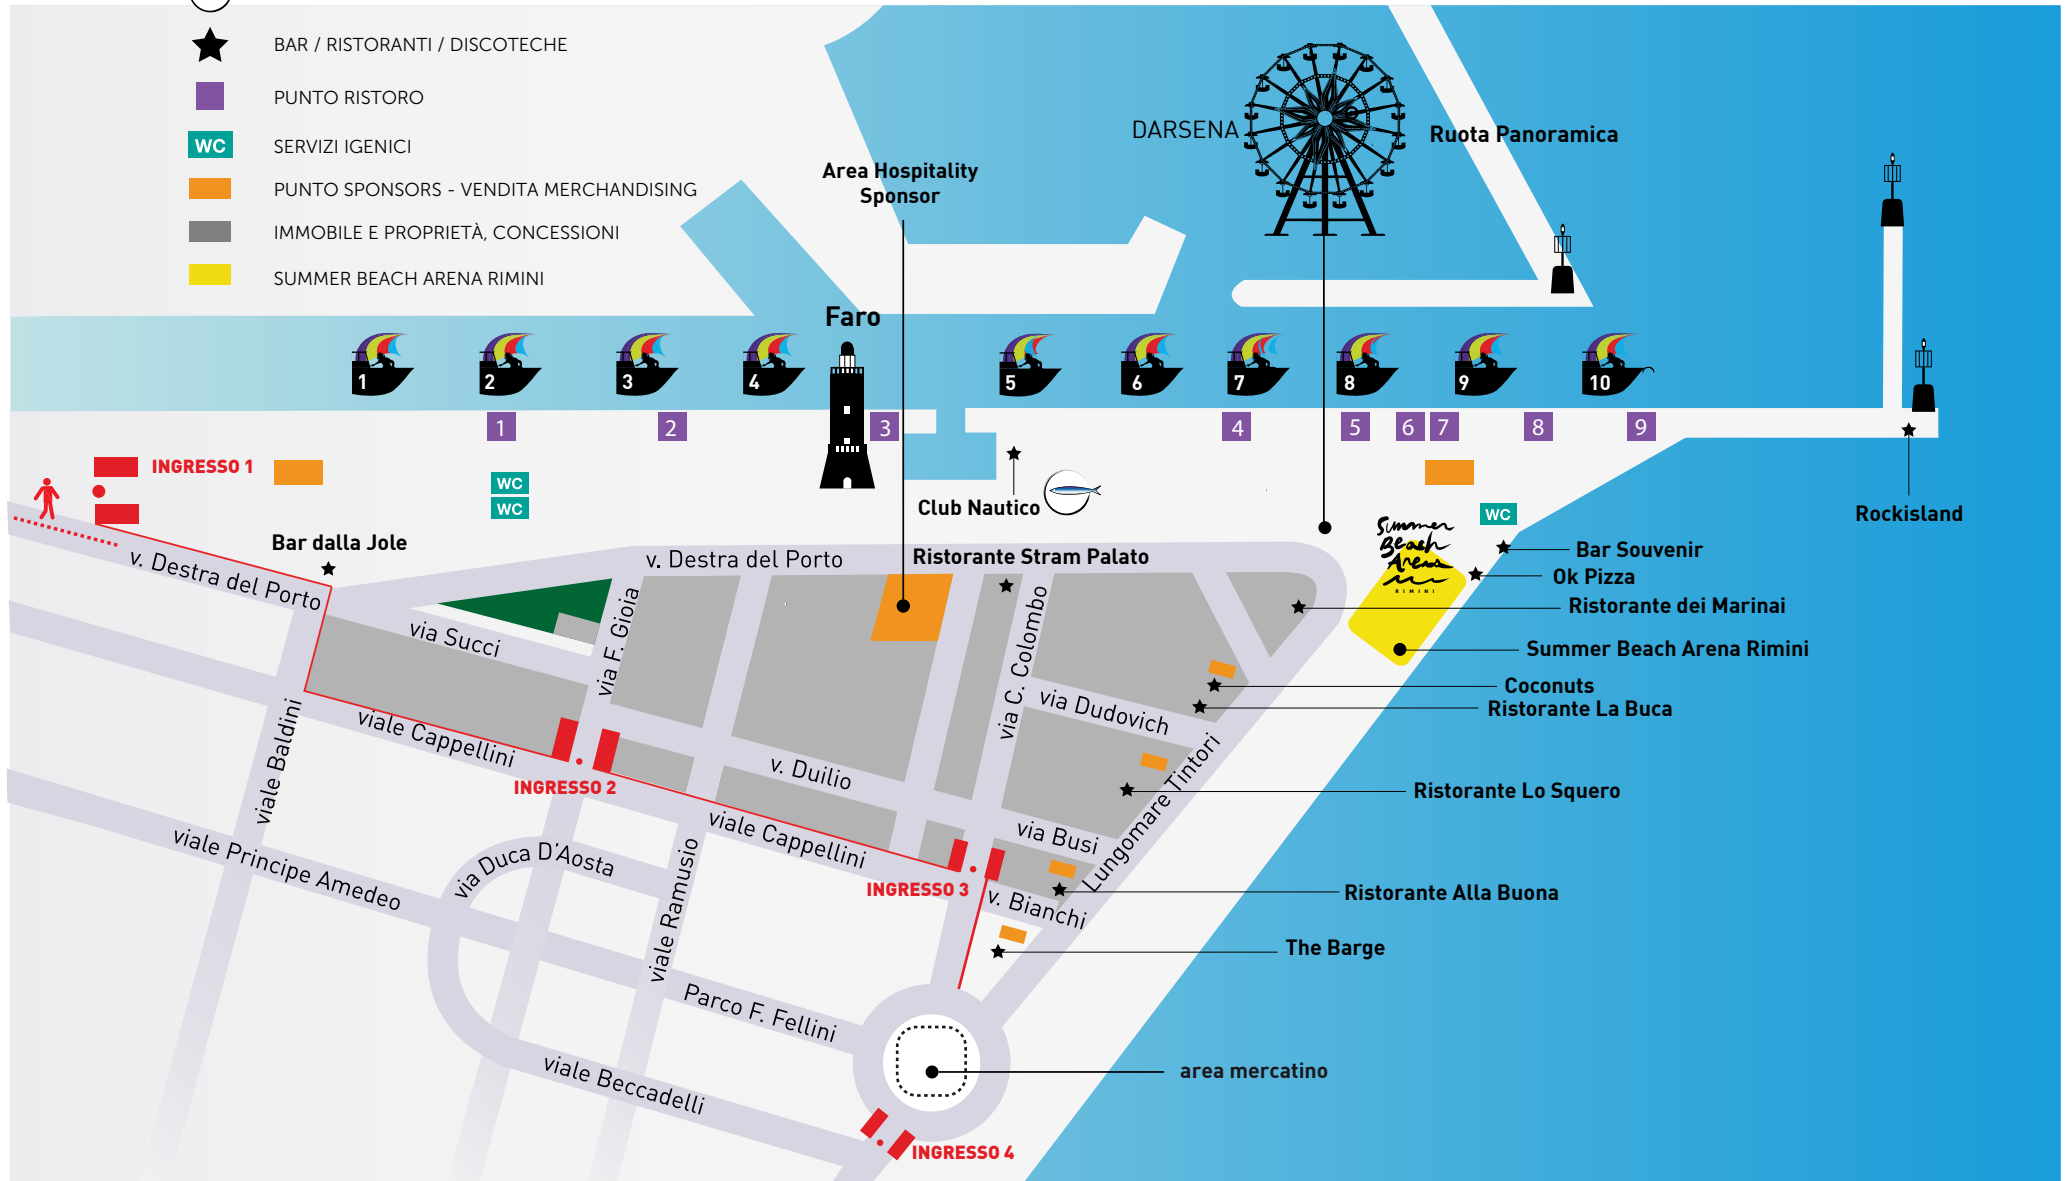 BAR / RISTORANTI / DISCOTECHE
PUNTO RISTORO
WC
SERVIZI IGENICI
PUNTO SPONSORS - VENDITA MERCHANDISING
IMMOBILE E PROPRIETÀ, CONCESSIONI
SUMMER BEACH ARENA RIMINI
DARSENA
Ruota Panoramica
Area Hospitality
Sponsor
Faro
1
2
3
4
5
6
7
8
9
10
1
2
3
4
5
6
7
8
9
INGRESSO 1
WC
WC
Club Nautico
WC
Rockisland
Summer
Beach
Arena
RIMINI
Bar dalla Jole
v. Destra del Porto
v. Destra del Porto
Ristorante Stram Palato
Bar Souvenir
Ok Pizza
Ristorante dei Marinai
Summer Beach Arena Rimini
Coconuts
Ristorante La Buca
via Succi
via F. Gioia
via C. Colombo
via Dudovich
viale Cappellini
viale Baldini
v. Duilio
Lungomare Tintori
INGRESSO 2
Ristorante Lo Squero
viale Cappellini
via Busi
viale Principe Amedeo
via Duca D'Aosta
viale Ramusio
INGRESSO 3
v. Bianchi
Ristorante Alla Buona
The Barge
Parco F. Fellini
area mercatino
viale Beccadelli
INGRESSO 4